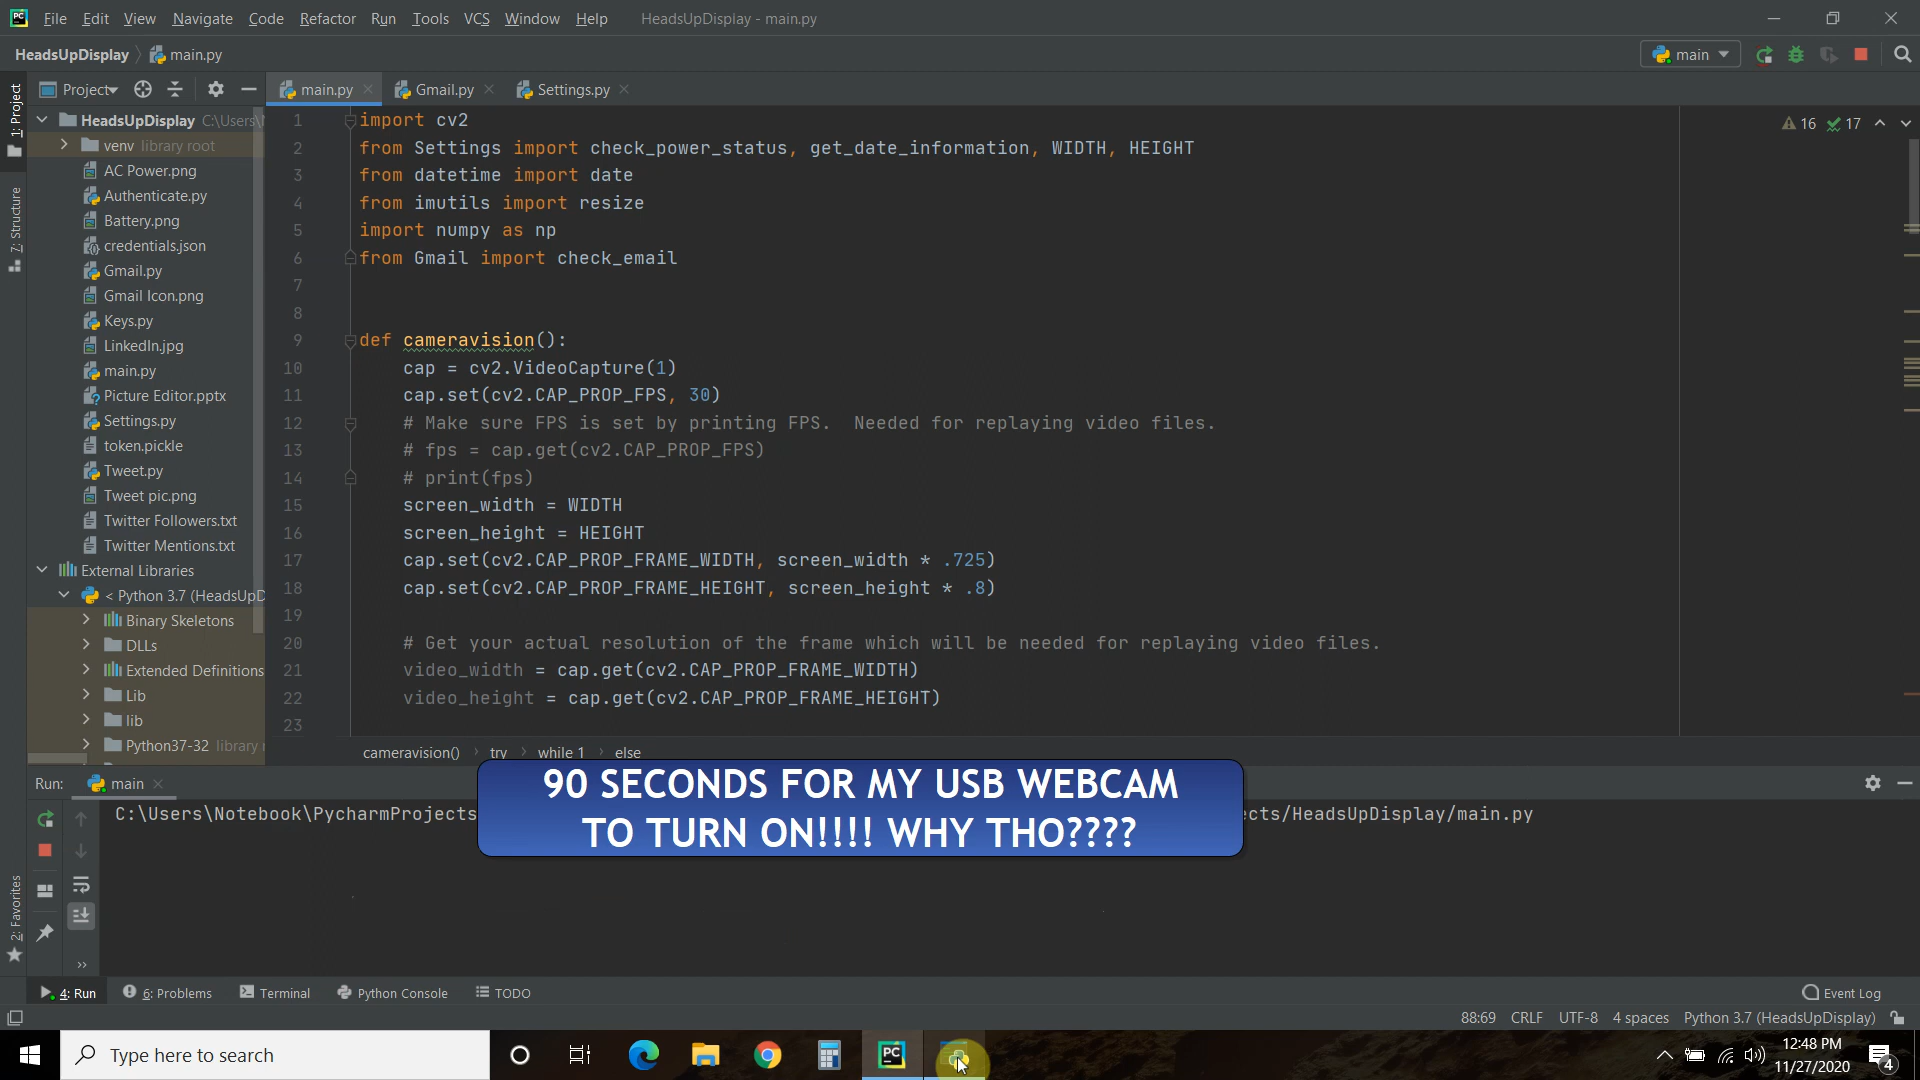 File Edit View Navigate Code Refactor Run Tools VCS Window Help HeadsUpDisplay - main.py
HeadsUpDisplay main.py main
Project main.py Gmail.py Settings.py
1: Project
7: Structure
2: Favorites
HeadsUpDisplay C:\Users\
venv library root
AC Power.png
Authenticate.py
Battery.png
credentials.json
Gmail.py
Gmail Icon.png
Keys.py
LinkedIn.jpg
main.py
Picture Editor.pptx
Settings.py
token.pickle
Tweet.py
Tweet pic.png
Twitter Followers.txt
Twitter Mentions.txt
External Libraries
< Python 3.7 (HeadsUpD
Binary Skeletons
DLLs
Extended Definitions
Lib
lib
Python37-32 library
16 17
1 import cv2
2 from Settings import check_power_status, get_date_information, WIDTH, HEIGHT
3 from datetime import date
4 from imutils import resize
5 import numpy as np
6 from Gmail import check_email
7
8
9 def cameravision():
10 cap = cv2.VideoCapture(1)
11 cap.set(cv2.CAP_PROP_FPS, 30)
12 # Make sure FPS is set by printing FPS.  Needed for replaying video files.
13 # fps = cap.get(cv2.CAP_PROP_FPS)
14 # print(fps)
15 screen_width = WIDTH
16 screen_height = HEIGHT
17 cap.set(cv2.CAP_PROP_FRAME_WIDTH, screen_width * .725)
18 cap.set(cv2.CAP_PROP_FRAME_HEIGHT, screen_height * .8)
19
20 # Get your actual resolution of the frame which will be needed for replaying video files.
21 video_width = cap.get(cv2.CAP_PROP_FRAME_WIDTH)
22 video_height = cap.get(cv2.CAP_PROP_FRAME_HEIGHT)
23
cameravision() try while 1 else
Run: main
C:\Users\Notebook\PycharmProjects
cts/HeadsUpDisplay/main.py
90 SECONDS FOR MY USB WEBCAM
TO TURN ON!!!! WHY THO????
4: Run 6: Problems Terminal Python Console TODO Event Log
88:69 CRLF UTF-8 4 spaces Python 3.7 (HeadsUpDisplay)
Type here to search
PC
12:48 PM
11/27/2020
4